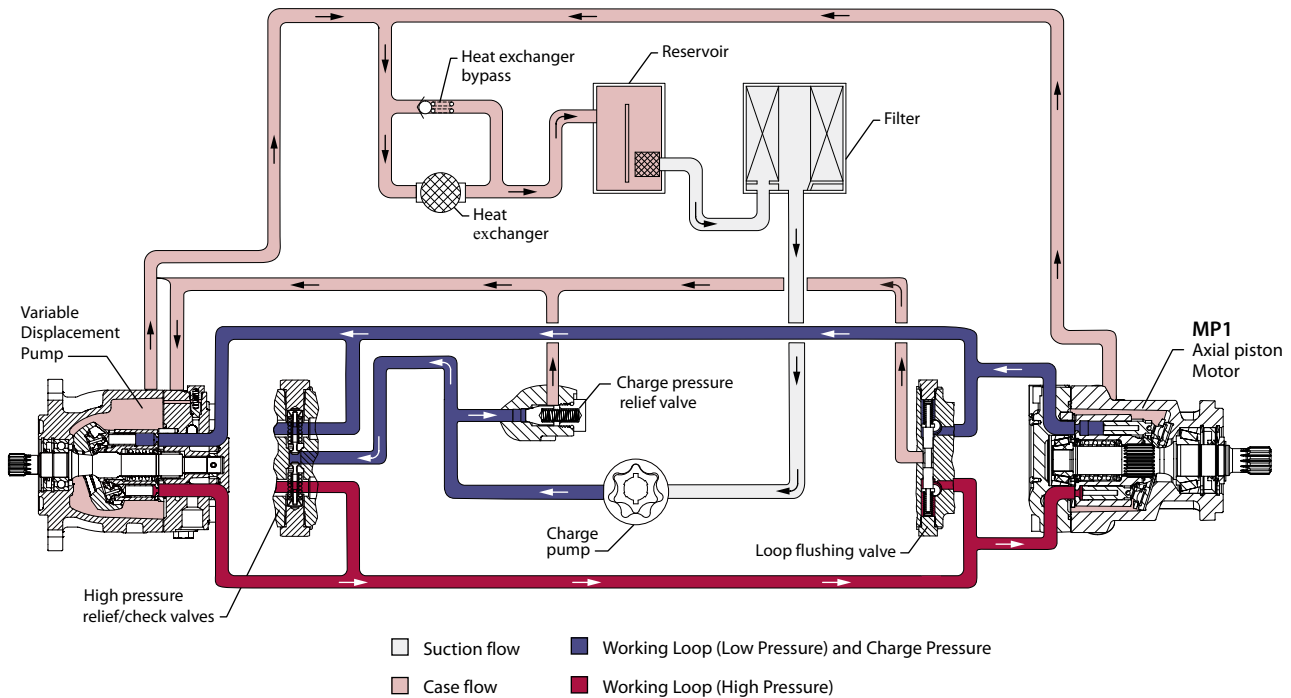 Heat exchanger
bypass
Reservoir
Filter
Heat
exchanger
Variable
Displacement
Pump
MP1
Axial piston
Motor
Charge pressure
relief valve
Charge
pump
Loop flushing valve
High pressure
relief/check valves
Suction flow
Working Loop (Low Pressure) and Charge Pressure
Case flow
Working Loop (High Pressure)